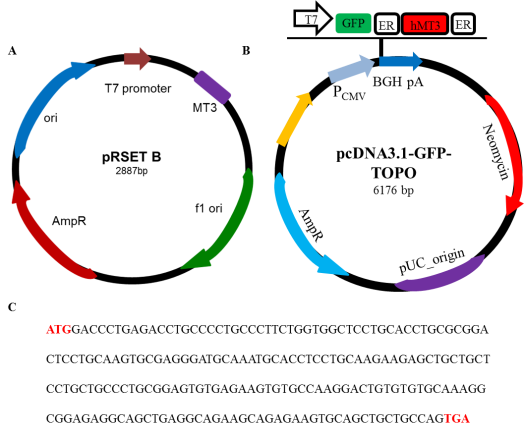 T7
GFP
ER
hMT3
ER
A
B
T7 promoter
MT3
ori
pRSET B
2887bp
f1 ori
AmpR
PCMV
BGH pA
pcDNA3.1-GFP-
TOPO
6176 bp
Neomycin
AmpR
pUC_origin
C
ATGGACCCTGAGACCTGCCCCTGCCCTTCTGGTGGCTCCTGCACCTGCGCGGA
CTCCTGCAAGTGCGAGGGATGCAAATGCACCTCCTGCAAGAAGAGCTGCTGCT
CCTGCTGCCCTGCGGAGTGTGAGAAGTGTGCCAAGGACTGTGTGTGCAAAGG
CGGAGAGGCAGCTGAGGCAGAAGCAGAGAAGTGCAGCTGCTGCCAGTGA